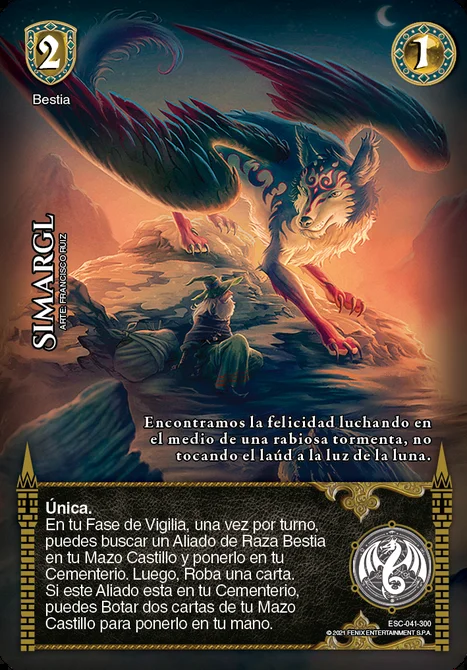 2
1
Bestia
SIMARGL
ARTE: FRANCISCO RUIZ
Encontramos la felicidad luchando en
el medio de una rabiosa tormenta, no
tocando el laúd a la luz de la luna.
Única.
En tu Fase de Vigilia, una vez por turno,
puedes buscar un Aliado de Raza Bestia
en tu Mazo Castillo y ponerlo en tu
Cementerio. Luego, Roba una carta.
Si este Aliado esta en tu Cementerio,
puedes Botar dos cartas de tu Mazo
Castillo para ponerlo en tu mano.
ESC-041-300
© 2021 FENIX ENTERTAINMENT S.P.A.